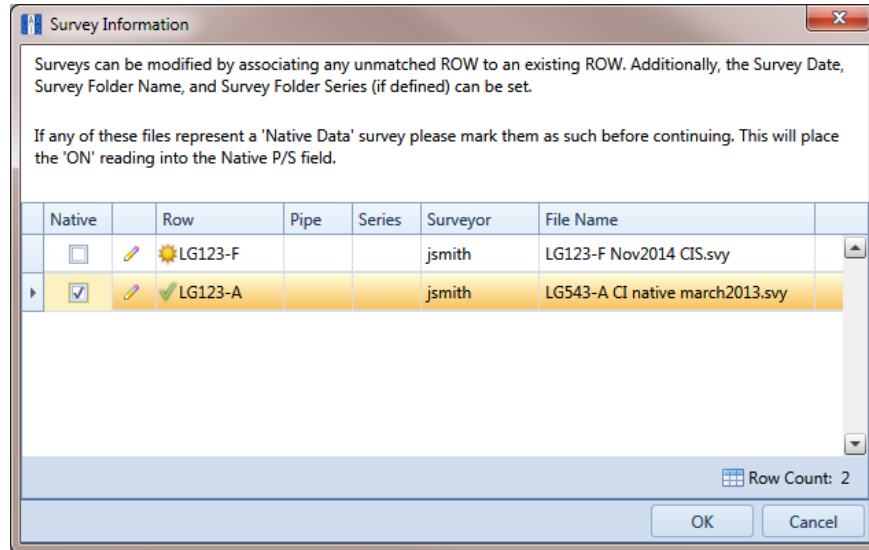 Survey Information
Surveys can be modified by associating any unmatched ROW to an existing ROW. Additionally, the Survey Date,
Survey Folder Name, and Survey Folder Series (if defined) can be set.
If any of these files represent a 'Native Data' survey please mark them as such before continuing. This will place
the 'ON' reading into the Native P/S field.
Native Row Pipe Series Surveyor File Name
LG123-F jsmith LG123-F Nov2014 CIS.svy
LG123-A jsmith LG543-A CI native march2013.svy
Row Count: 2
OK Cancel